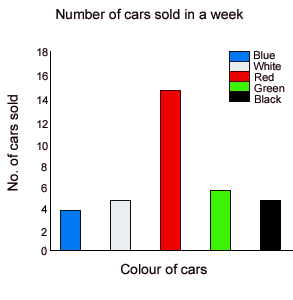 Number of cars sold in a week
Blue
White
Red
Green
Black
No. of cars sold
18
16
14
12
10
8
6
4
2
0
Colour of cars